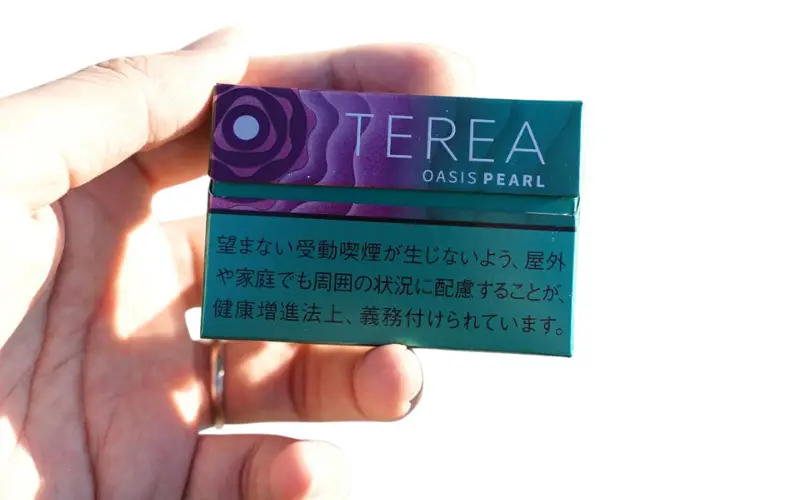 TEREA
OASIS PEARL
望まない受動喫煙が生じないよう、屋外
や家庭でも周囲の状況に配慮することが、
健康増進法上、義務付けられています。